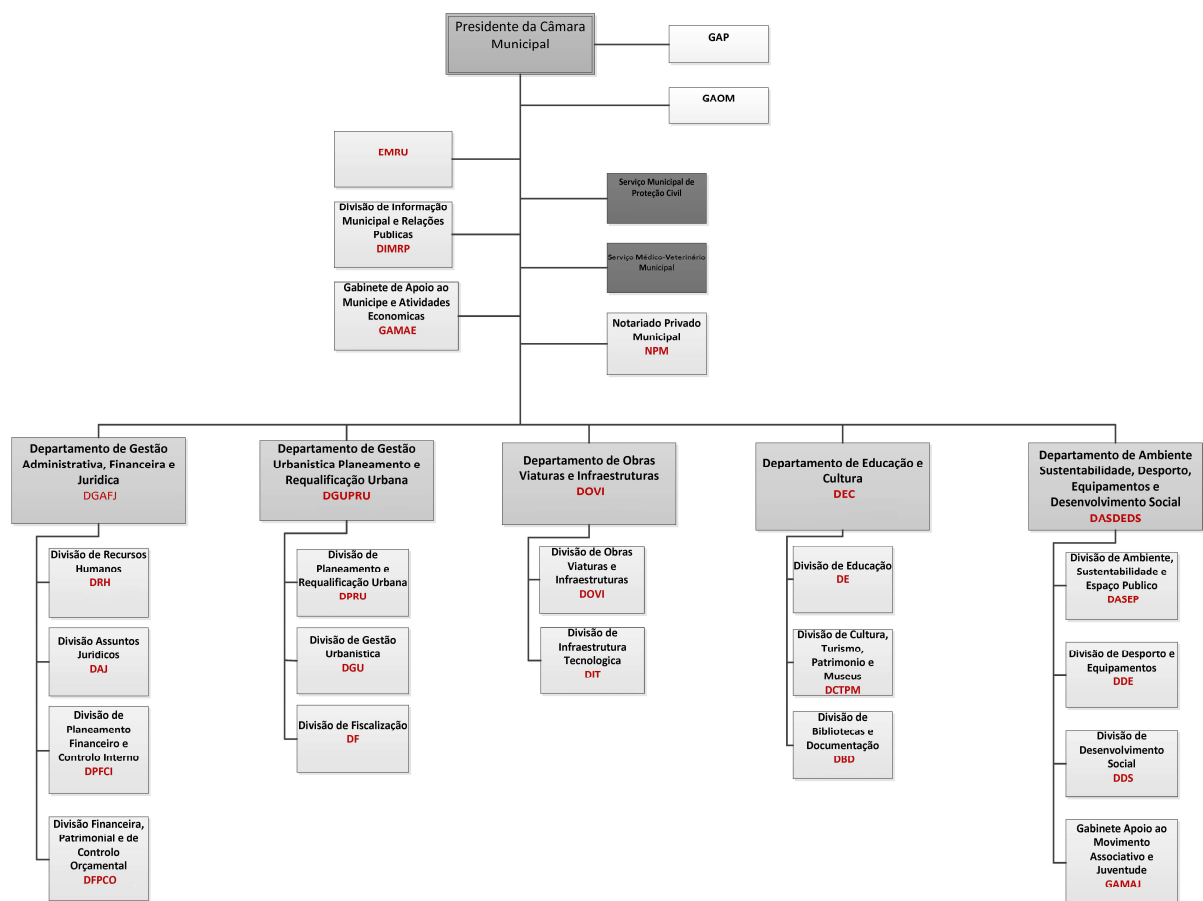 Presidente da Câmara
Municipal
GAP
GAOM
EMRU
Serviço Municipal de
Proteção Civil
Divisão de Informação
Municipal e Relações
Publicas
DIMRP
Serviço Médico-Veterinário
Municipal
Gabinete de Apoio ao
Municipe e Atividades
Economicas
GAMAE
Notariado Privado
Municipal
NPM
Departamento de Gestão
Administrativa, Financeira e
Juridica
DGAFJ
Departamento de Gestão
Urbanistica Planeamento e
Requalificação Urbana
DGUPRU
Departamento de Obras
Viaturas e Infraestruturas
DOVI
Departamento de Educação e
Cultura
DEC
Departamento de Ambiente
Sustentabilidade, Desporto,
Equipamentos e
Desenvolvimento Social
DASDEDS
Divisão de Recursos
Humanos
DRH
Divisão Assuntos
Juridicos
DAJ
Divisão de
Planeamento
Financeiro e
Controlo Interno
DPFCI
Divisão Financeira,
Patrimonial e de
Controlo
Orçamental
DFPCO
Divisão de
Planeamento e
Requalificação Urbana
DPRU
Divisão de Gestão
Urbanistica
DGU
Divisão de Fiscalização
DF
Divisão de Obras
Viaturas e
Infraestruturas
DOVI
Divisão de
Infraestrutura
Tecnologica
DIT
Divisão de Educação
DE
Divisão de Cultura,
Turismo,
Patrimonio e
Museus
DCTPM
Divisão de
Bibliotecas e
Documentação
DBD
Divisão de Ambiente,
Sustentabilidade e
Espaço Publico
DASEP
Divisão de Desporto e
Equipamentos
DDE
Divisão de
Desenvolvimento
Social
DDS
Gabinete Apoio ao
Movimento
Associativo e
Juventude
GAMAJ